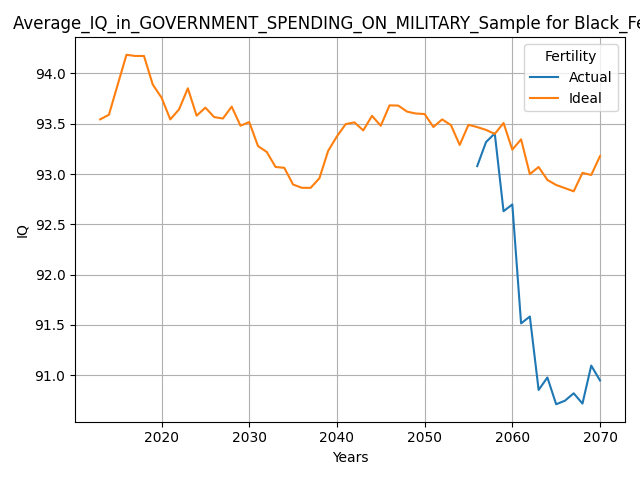 Average_IQ_in_GOVERNMENT_SPENDING_ON_MILITARY_Sample for Black_Fe
Fertility
Actual
Ideal
IQ
94.0
93.5
93.0
92.5
92.0
91.5
91.0
2020 2030 2040 2050 2060 2070
Years